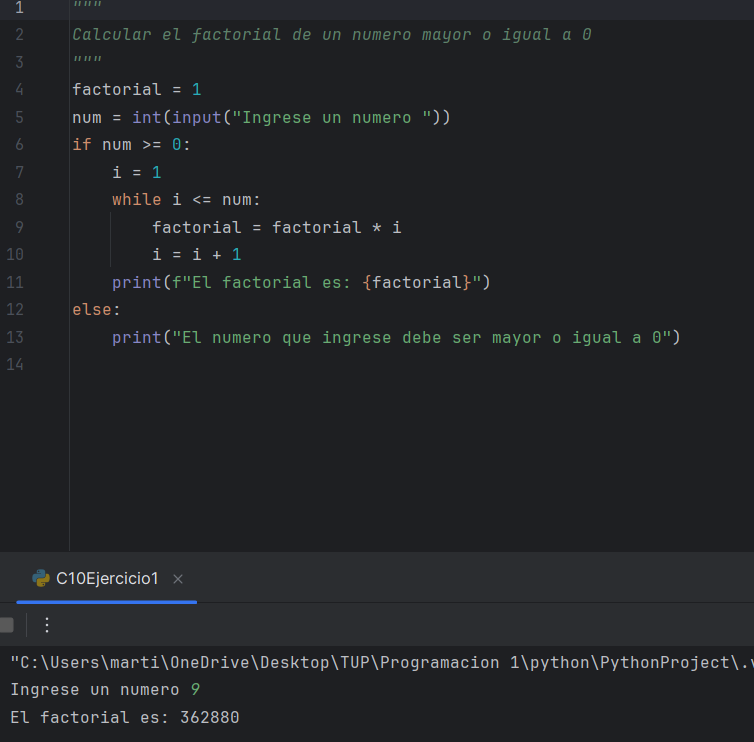 1 """
2 Calcular el factorial de un numero mayor o igual a 0
3 """
4 factorial = 1
5 num = int(input("Ingrese un numero "))
6 if num >= 0:
7     i = 1
8     while i <= num:
9         factorial = factorial * i
10         i = i + 1
11     print(f"El factorial es: {factorial}")
12 else:
13     print("El numero que ingrese debe ser mayor o igual a 0")
14
C10Ejercicio1 ×
"C:\Users\marti\OneDrive\Desktop\TUP\Programacion 1\python\PythonProject\.v
Ingrese un numero 9
El factorial es: 362880